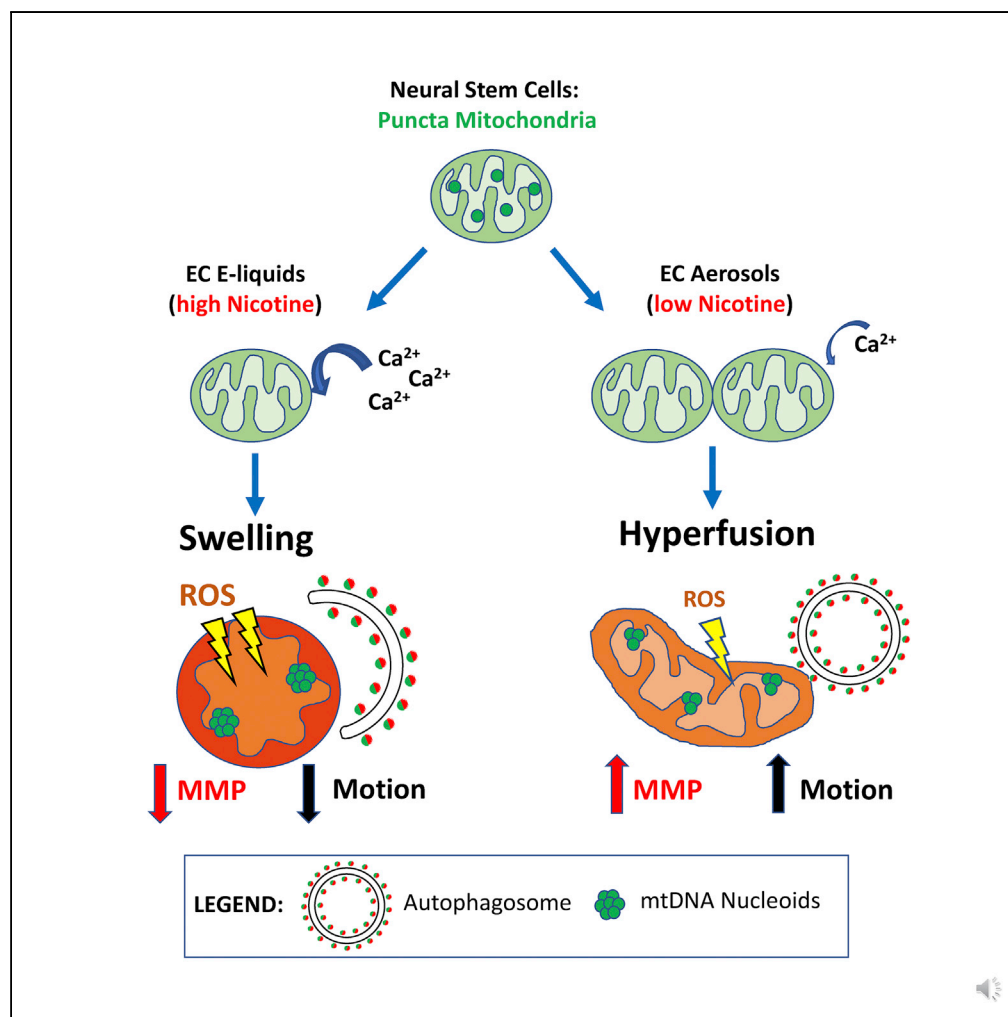 Neural Stem Cells:
Puncta Mitochondria
EC E-liquids
(high Nicotine)
Ca²⁺
Ca²⁺
Ca²⁺
EC Aerosols
(low Nicotine)
Ca²⁺
Swelling
ROS
MMP
Motion
Hyperfusion
ROS
MMP
Motion
LEGEND:
Autophagosome
mtDNA Nucleoids